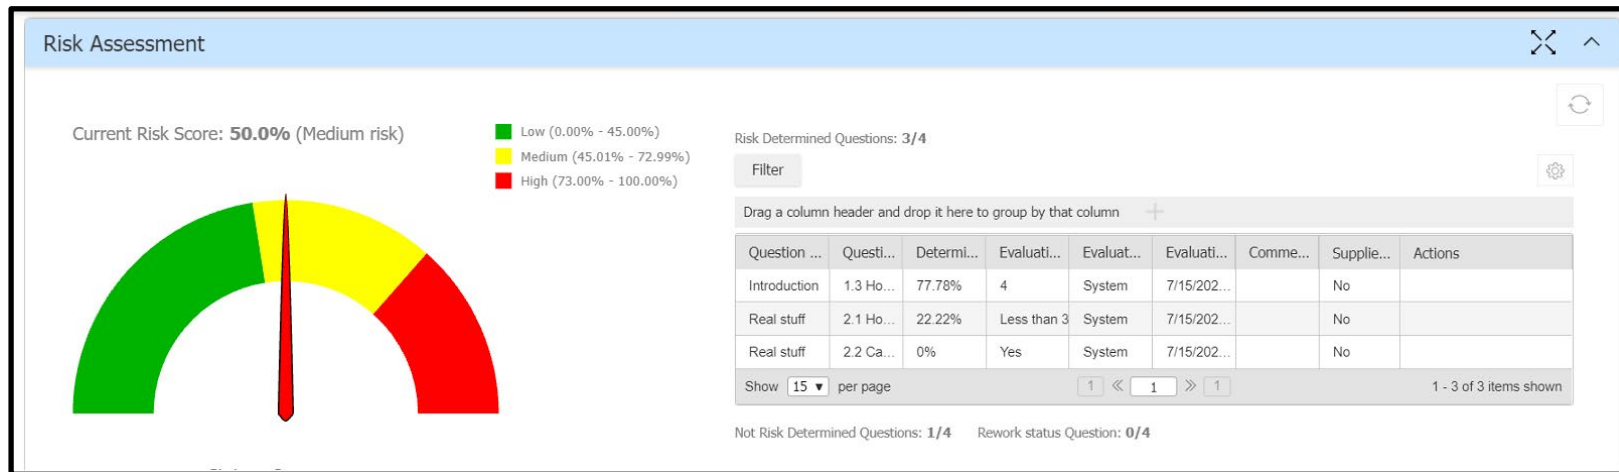 Risk Assessment
Current Risk Score: 50.0% (Medium risk)
Low (0.00% - 45.00%)
Medium (45.01% - 72.99%)
High (73.00% - 100.00%)
Risk Determined Questions: 3/4
Filter
Drag a column header and drop it here to group by that column
Question ... Questi... Determi... Evaluati... Evaluat... Evaluati... Comme... Supplie... Actions
Introduction 1.3 Ho... 77.78% 4 System 7/15/202... No
Real stuff 2.1 Ho... 22.22% Less than 3 System 7/15/202... No
Real stuff 2.2 Ca... 0% Yes System 7/15/202... No
Show 15 per page 1 1 1 1 - 3 of 3 items shown
Not Risk Determined Questions: 1/4 Rework status Question: 0/4